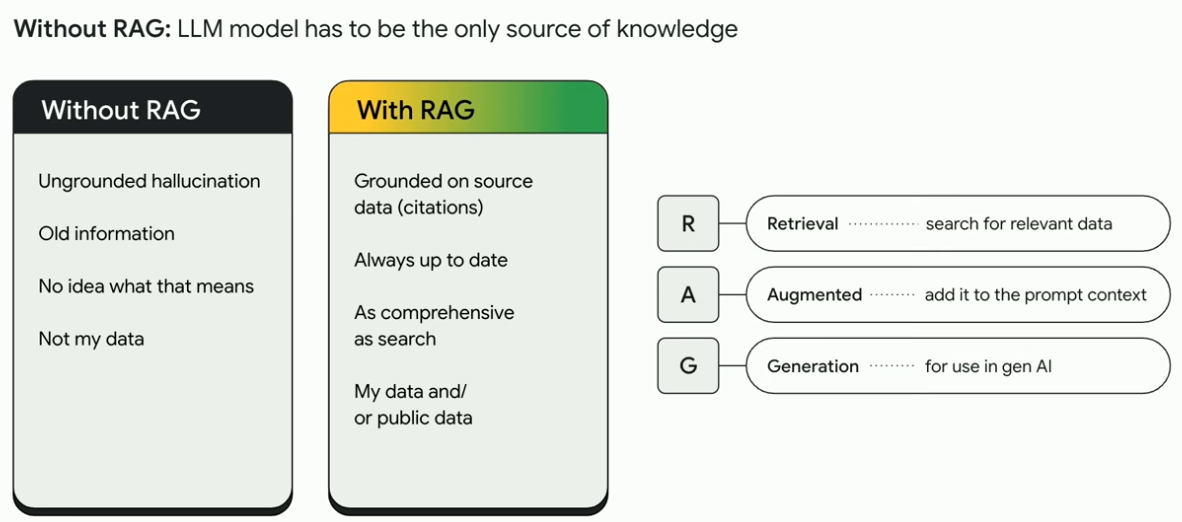 Without RAG: LLM model has to be the only source of knowledge
Without RAG
Ungrounded hallucination
Old information
No idea what that means
Not my data
With RAG
Grounded on source
data (citations)
Always up to date
As comprehensive
as search
My data and/
or public data
R Retrieval ............. search for relevant data
A Augmented ......... add it to the prompt context
G Generation ......... for use in gen AI